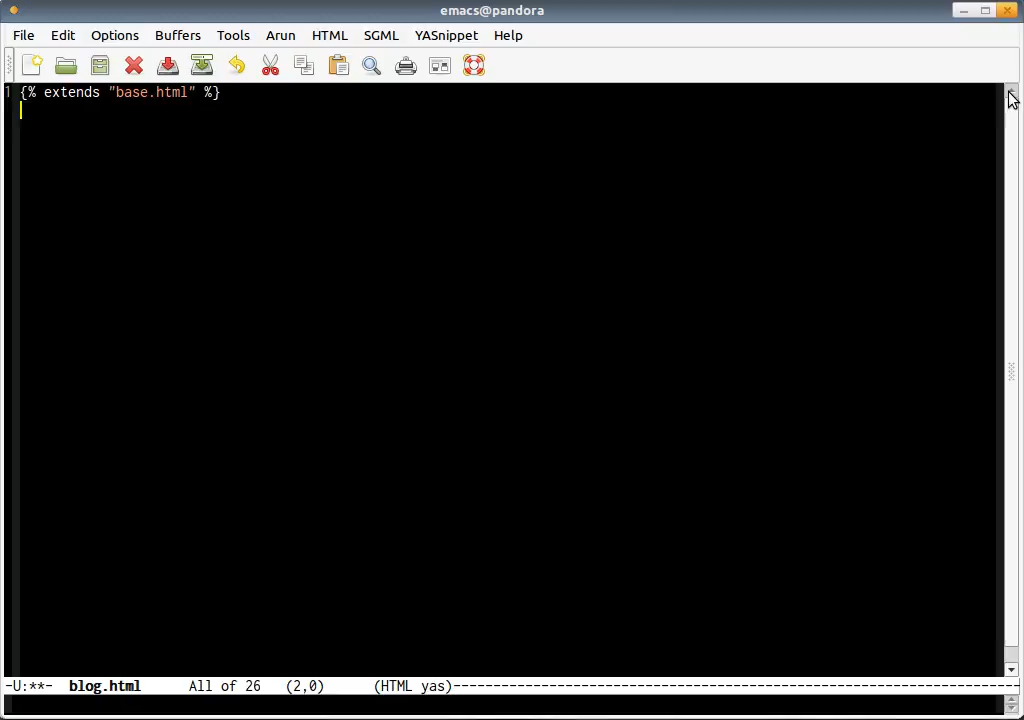 emacs@pandora
File Edit Options Buffers Tools Arun HTML SGML YASnippet Help
1 {% extends "base.html" %}
-U:**- blog.html All of 26 (2,0) (HTML yas)--------------------------------------------------------------------